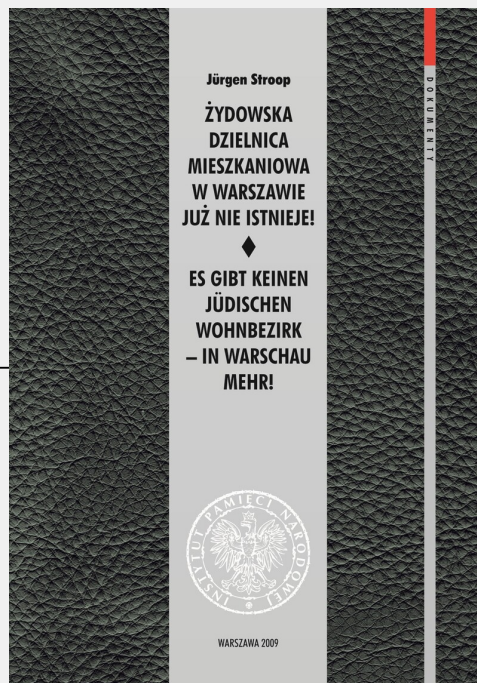 Jürgen Stroop
ŻYDOWSKA
DZIELNICA
MIESZKANIOWA
W WARSZAWIE
JUŻ NIE ISTNIEJE!
ES GIBT KEINEN
JÜDISCHEN
WOHNBEZIRK
– IN WARSCHAU
MEHR!
INSTYTUT PAMIĘCI NARODOWEJ
WARSZAWA 2009
DOKUMENTY